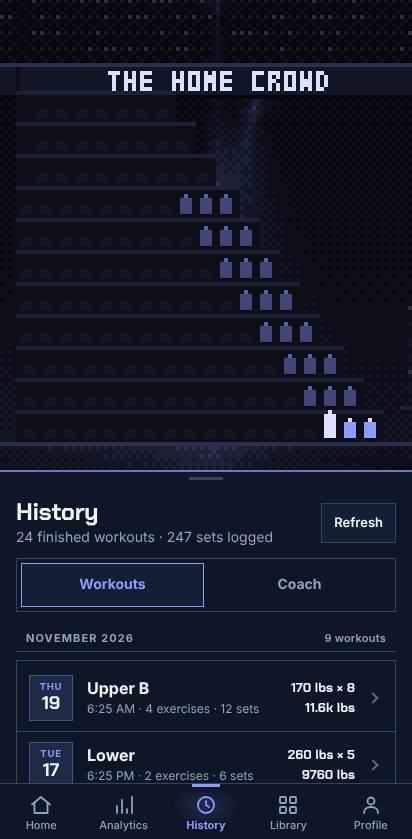 THE HOME CROWD
History
24 finished workouts · 247 sets logged
Refresh
Workouts
Coach
NOVEMBER 2026
9 workouts
THU
19
Upper B
6:25 AM · 4 exercises · 12 sets
170 lbs × 8
11.6k lbs
TUE
17
Lower
6:25 PM · 2 exercises · 6 sets
260 lbs × 5
9760 lbs
Home
Analytics
History
Library
Profile